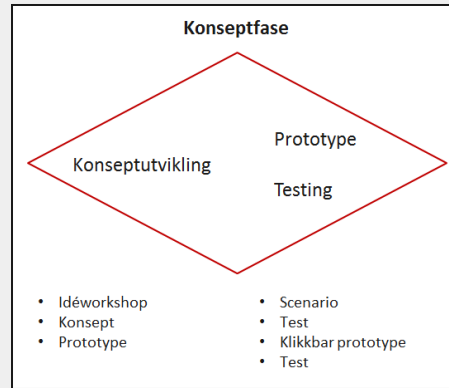 Konseptfase
Konseptutvikling
Prototype
Testing
• Idéworkshop
• Konsept
• Prototype
• Scenario
• Test
• Klikkbar prototype
• Test